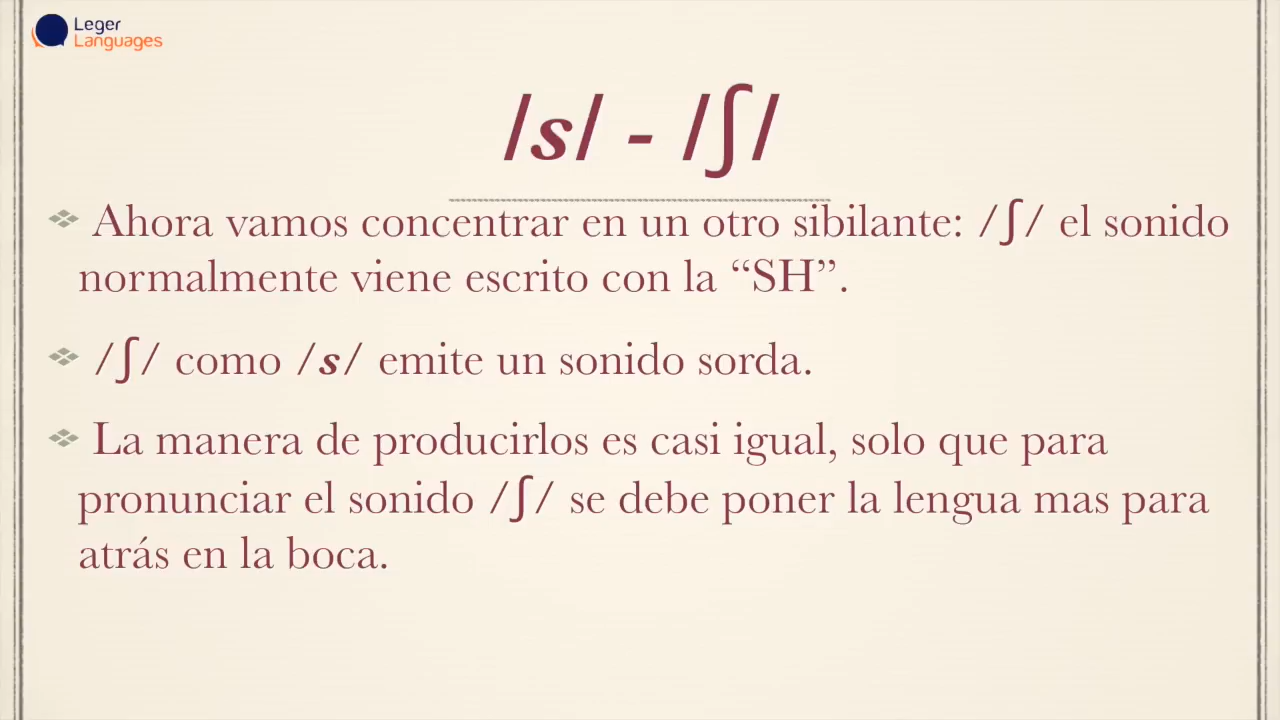 Leger
Languages
/s/ - /ʃ/
Ahora vamos concentrar en un otro sibilante: /ʃ/ el sonido
normalmente viene escrito con la “SH”.
/ʃ/ como /s/ emite un sonido sorda.
La manera de producirlos es casi igual, solo que para
pronunciar el sonido /ʃ/ se debe poner la lengua mas para
atrás en la boca.